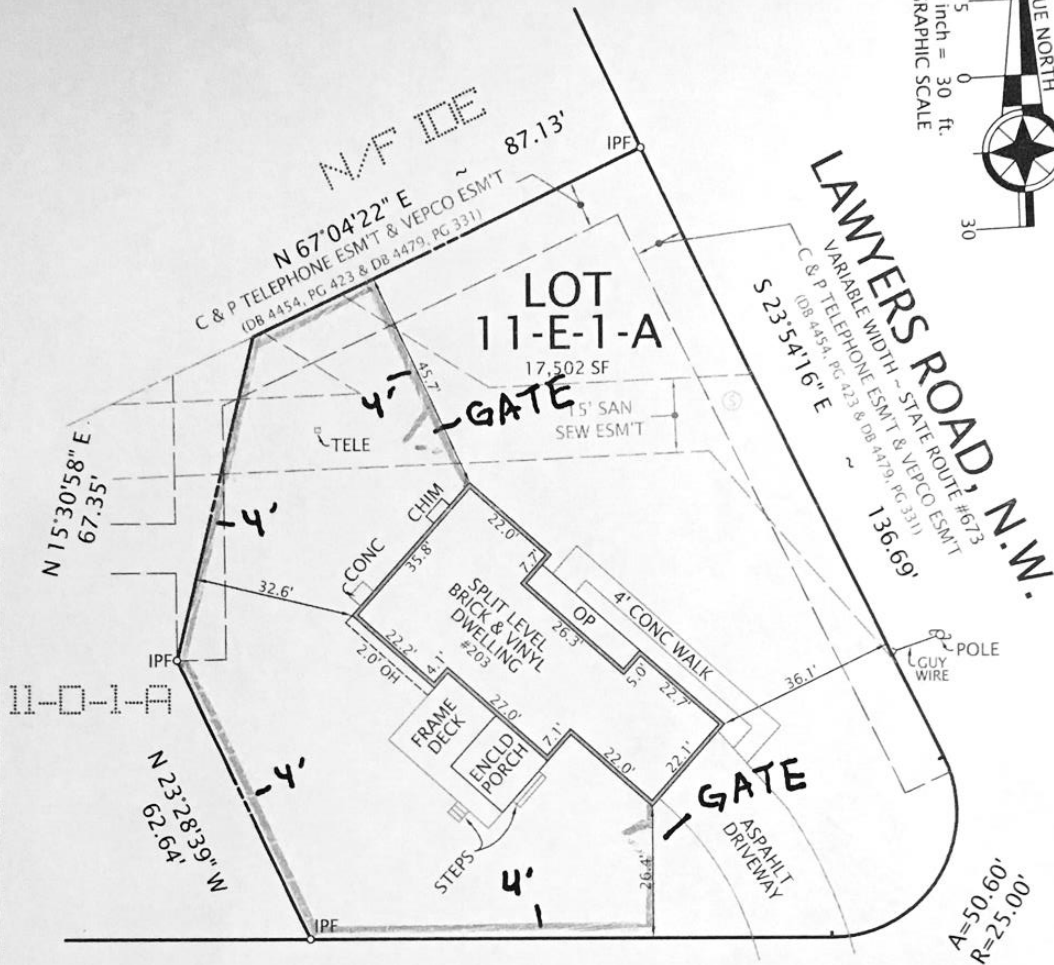 UE NORTH
5 0
inch = 30 ft.
RAPHIC SCALE
30
N/F IDE
87.13'
~
N 67°04'22" E
C & P TELEPHONE ESM'T & VEPCO ESM'T
(DB 4454, PG 423 & DB 4479, PG 331)
IPF
LAWYERS ROAD, N.W.
VARIABLE WIDTH ~ STATE ROUTE #673
C & P TELEPHONE ESM'T & VEPCO ESM'T
(DB 4454, PG 423 & DB 4479, PG 331)
S 23°54'16" E ~ 136.69'
LOT
11-E-1-A
17,502 SF
15' SAN
SEW ESM'T
S
45.7'
4'
GATE
TELE
N 15°30'58" E
67.35'
4'
CHIM
CONC
35.8'
22.0'
7.7'
32.6'
SPLIT LEVEL
BRICK & VINYL
DWELLING
#203
OP
26.3'
4' CONC WALK
5.0'
22.7'
POLE
GUY
WIRE
36.1'
IPF
11-D-1-A
22.2'
2.0' OH
4.1'
27.0'
FRAME
DECK
ENCLD
PORCH
7.1'
22.0'
22.1'
GATE
4'
N 23°28'39" W
62.64'
STEPS
4'
26.4'
ASPAHLT
DRIVEWAY
IPF
A=50.60'
R=25.00'